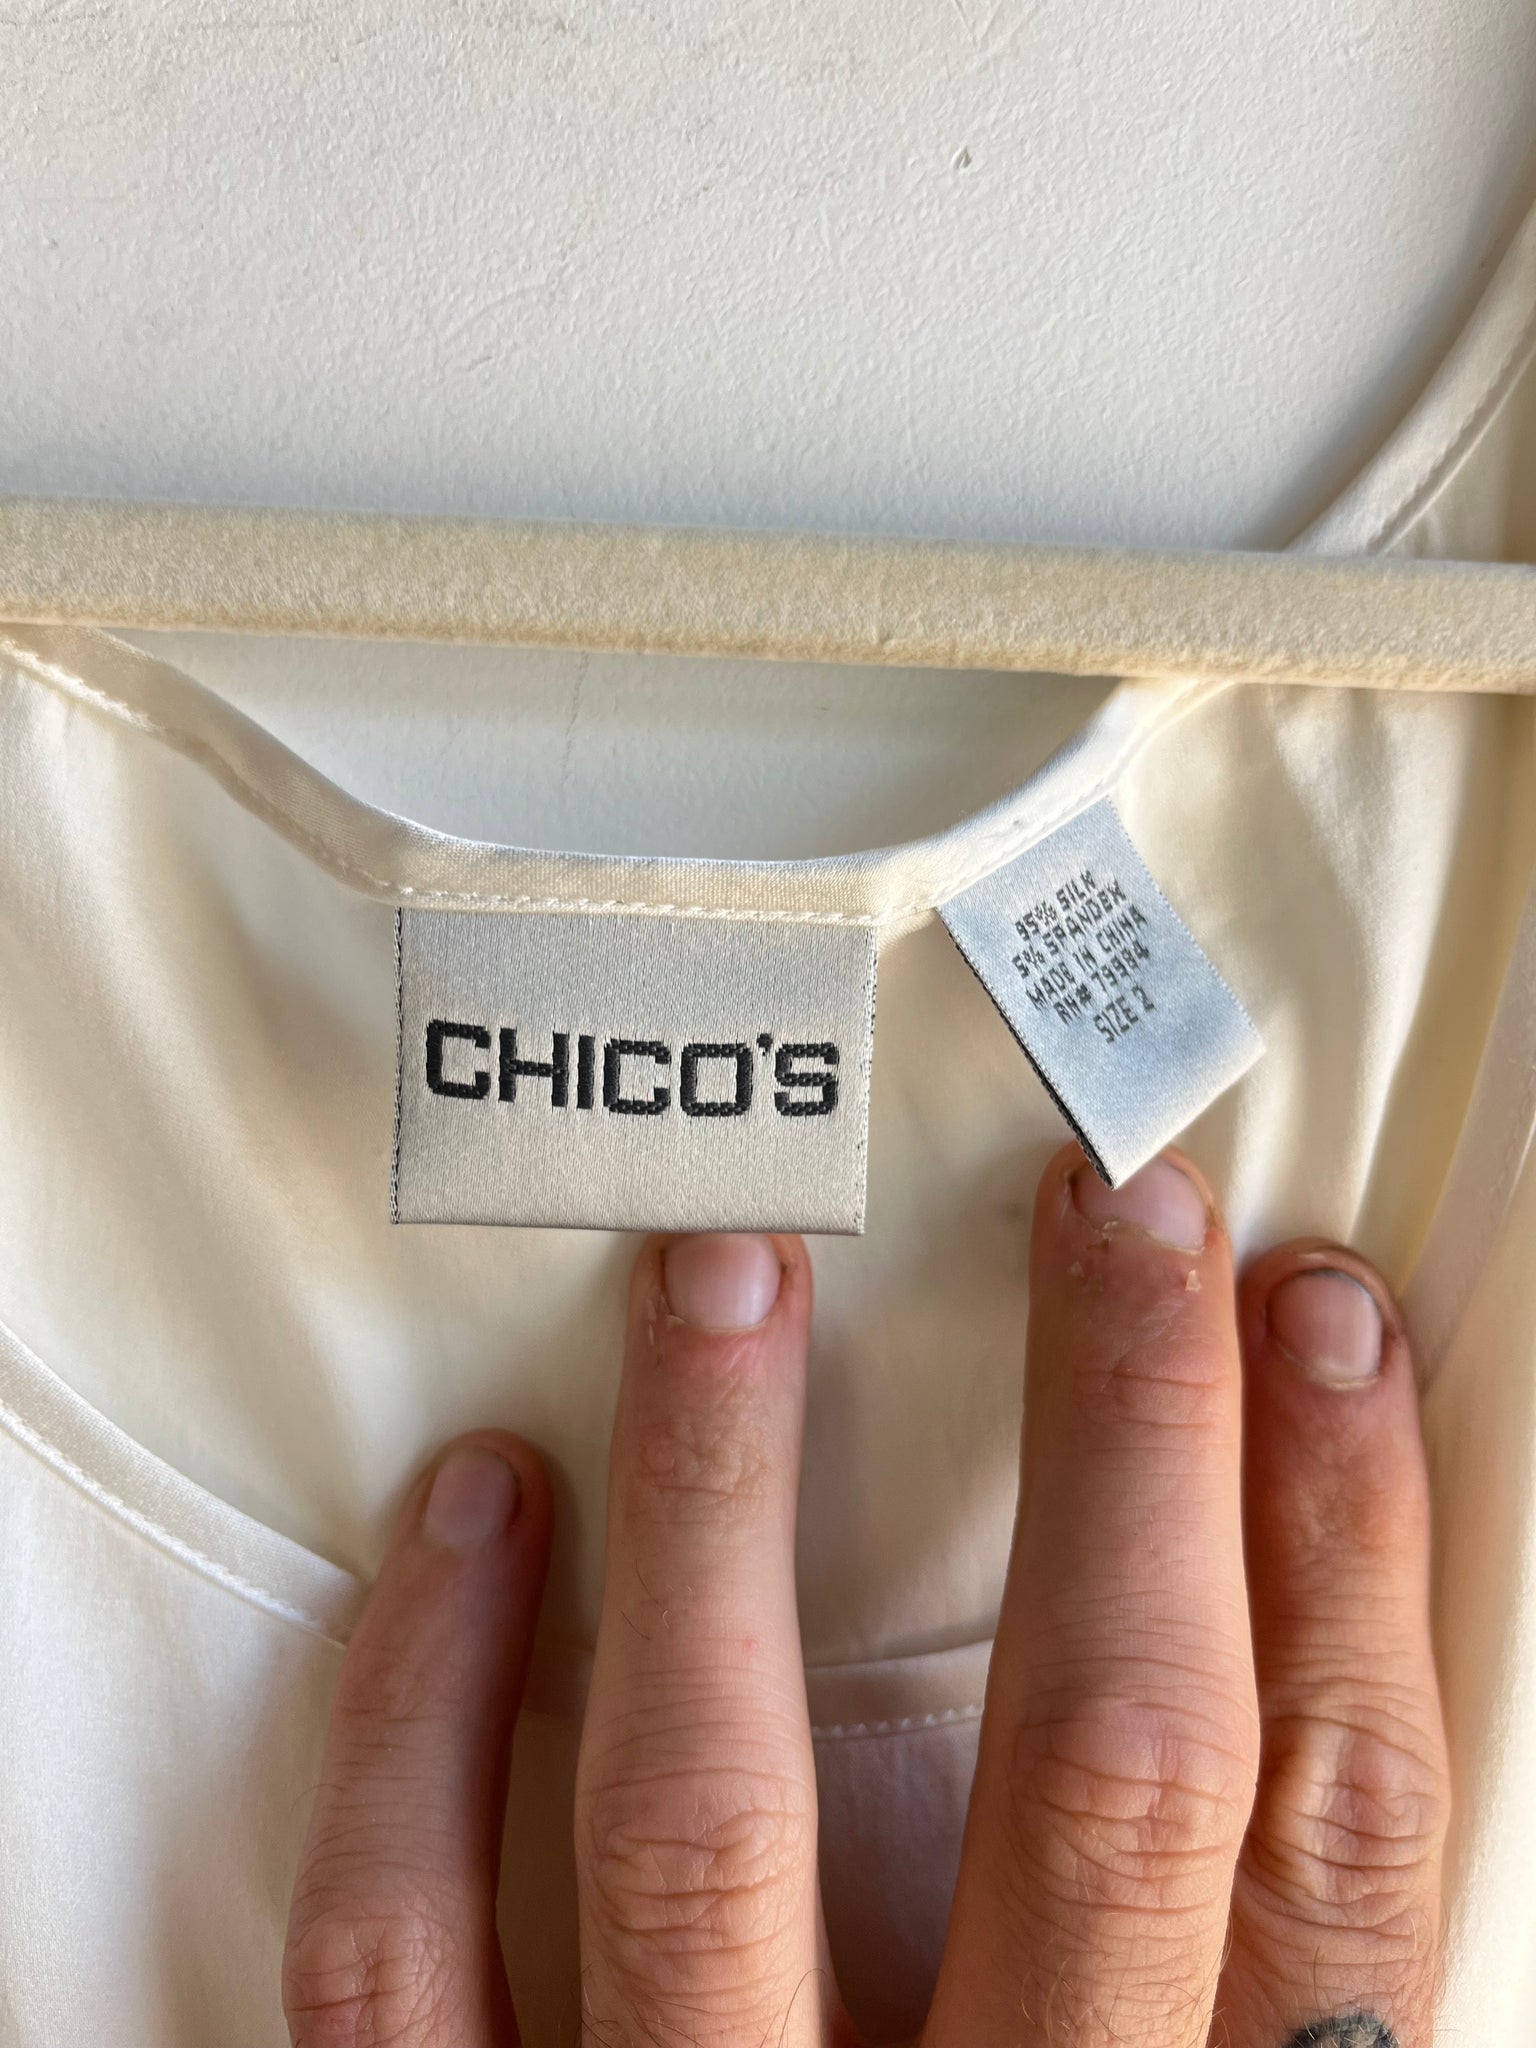 CHICO'S
95% SILK
5% SPANDEX
MADE IN CHINA
RN# 79984
SIZE 2